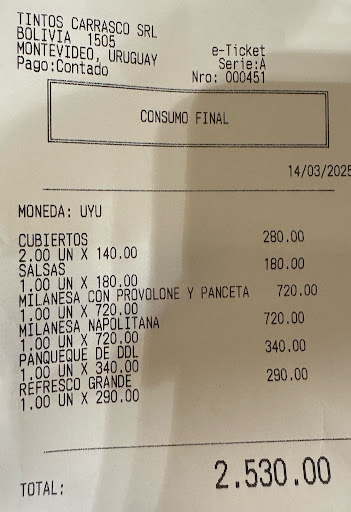 TINTOS CARRASCO SRL
BOLIVIA 1505
MONTEVIDEO, URUGUAY
Pago:Contado
e-Ticket
Serie:A
Nro: 000451
CONSUMO FINAL
14/03/2025
MONEDA: UYU
CUBIERTOS 280.00
2.00 UN X 140.00
SALSAS 180.00
1.00 UN X 180.00
MILANESA CON PROVOLONE Y PANCETA 720.00
1.00 UN X 720.00
MILANESA NAPOLITANA 720.00
1.00 UN X 720.00
PANQUEQUE DE DDL 340.00
1.00 UN X 340.00
REFRESCO GRANDE 290.00
1.00 UN X 290.00
TOTAL: 2.530.00